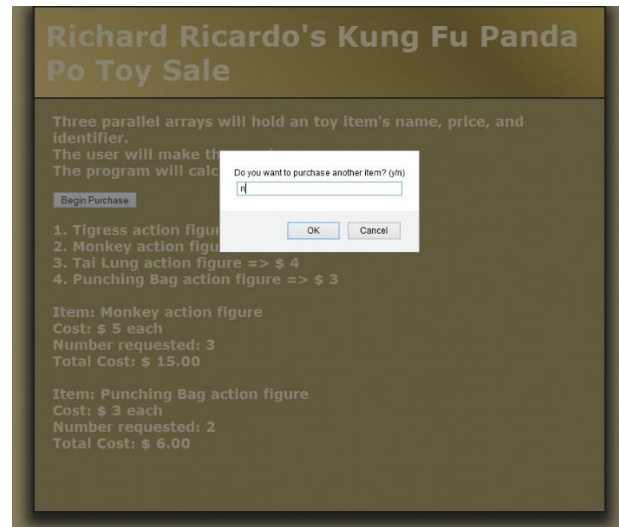 Richard Ricardo's Kung Fu Panda
Po Toy Sale
Three parallel arrays will hold an toy item's name, price, and
identifier.
The user will make
The program will
Do you want to purchase another item? (y/n)
n
OK Cancel
Begin Purchase
1. Tigress action
2. Monkey action
3. Tai Lung action figure => $ 4
4. Punching Bag action figure => $ 3
Item: Monkey action figure
Cost: $ 5 each
Number requested: 3
Total Cost: $ 15.00
Item: Punching Bag action figure
Cost: $ 3 each
Number requested: 2
Total Cost: $ 6.00